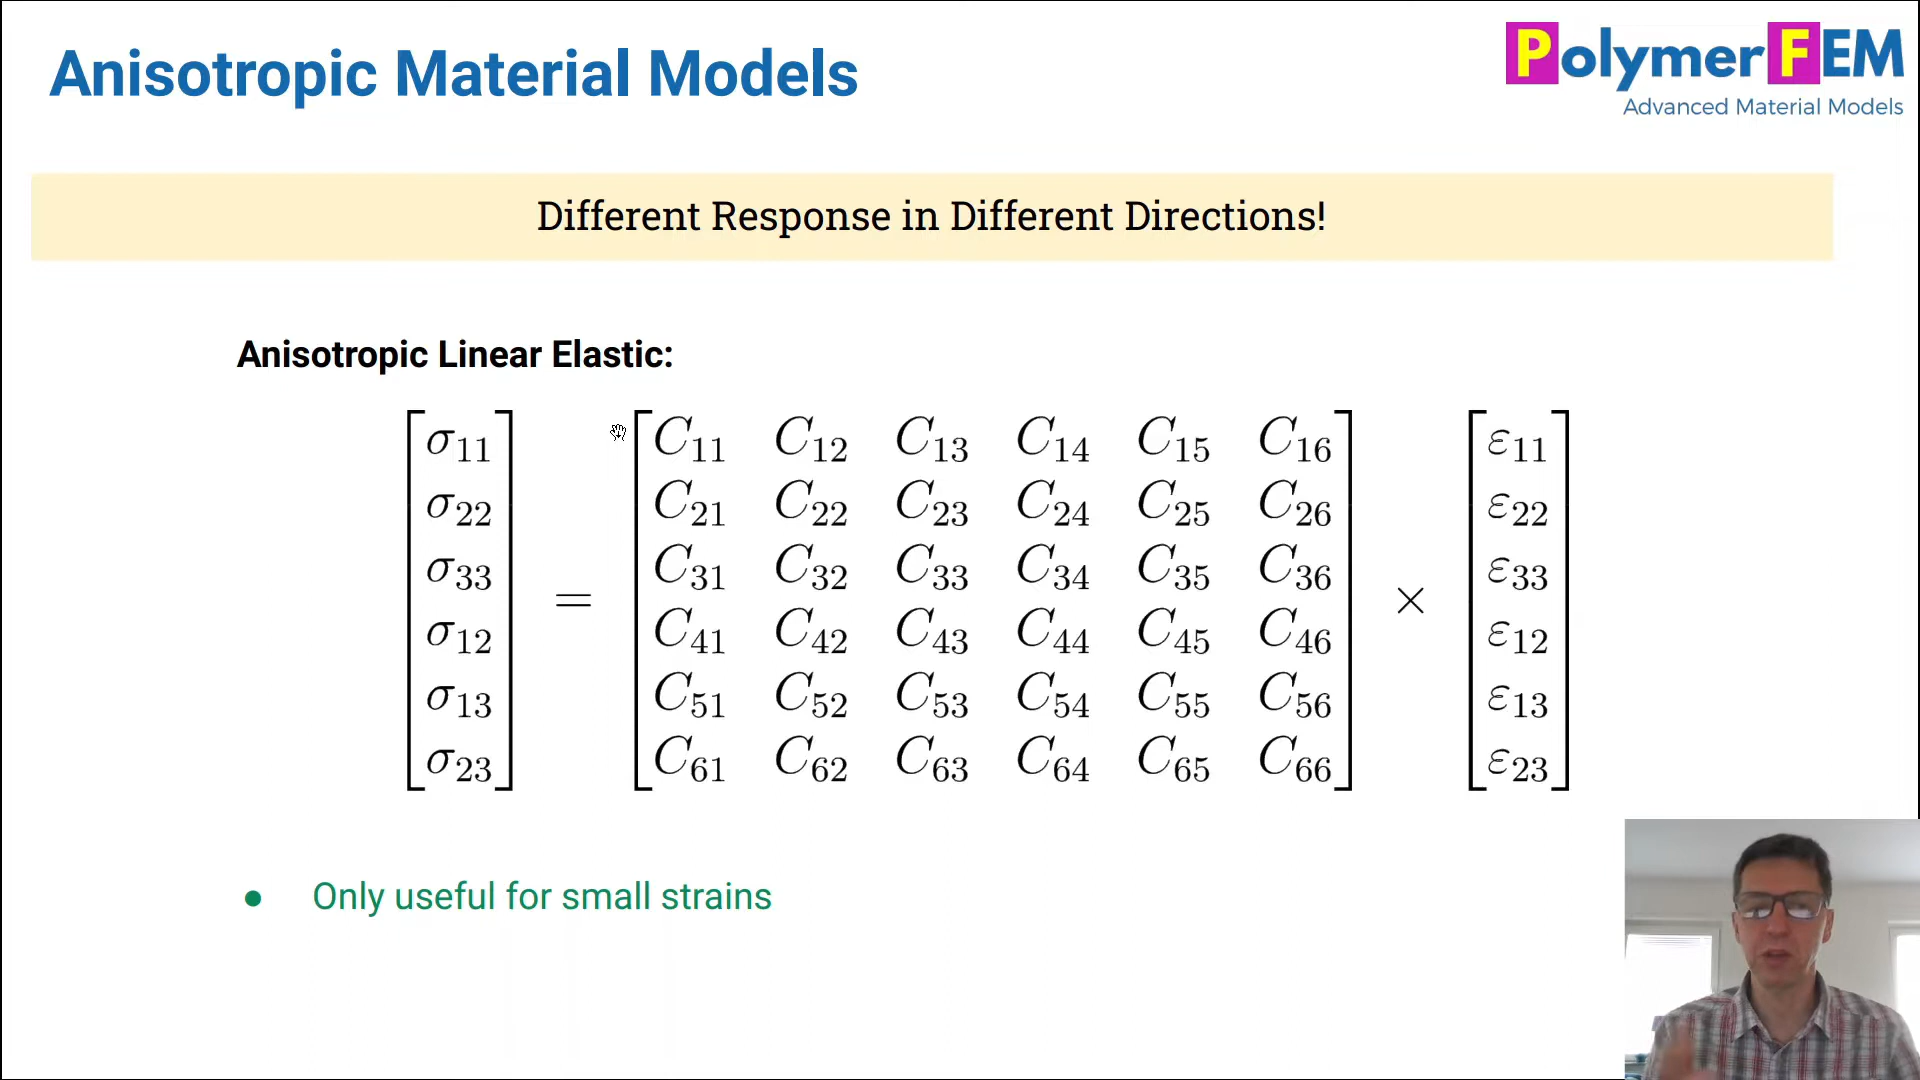 Anisotropic Material Models
PolymerFEM
Advanced Material Models
Different Response in Different Directions!
Anisotropic Linear Elastic:
σ11 C11 C12 C13 C14 C15 C16 ε11
σ22 C21 C22 C23 C24 C25 C26 ε22
σ33 C31 C32 C33 C34 C35 C36 ε33
= ×
σ12 C41 C42 C43 C44 C45 C46 ε12
σ13 C51 C52 C53 C54 C55 C56 ε13
σ23 C61 C62 C63 C64 C65 C66 ε23
● Only useful for small strains